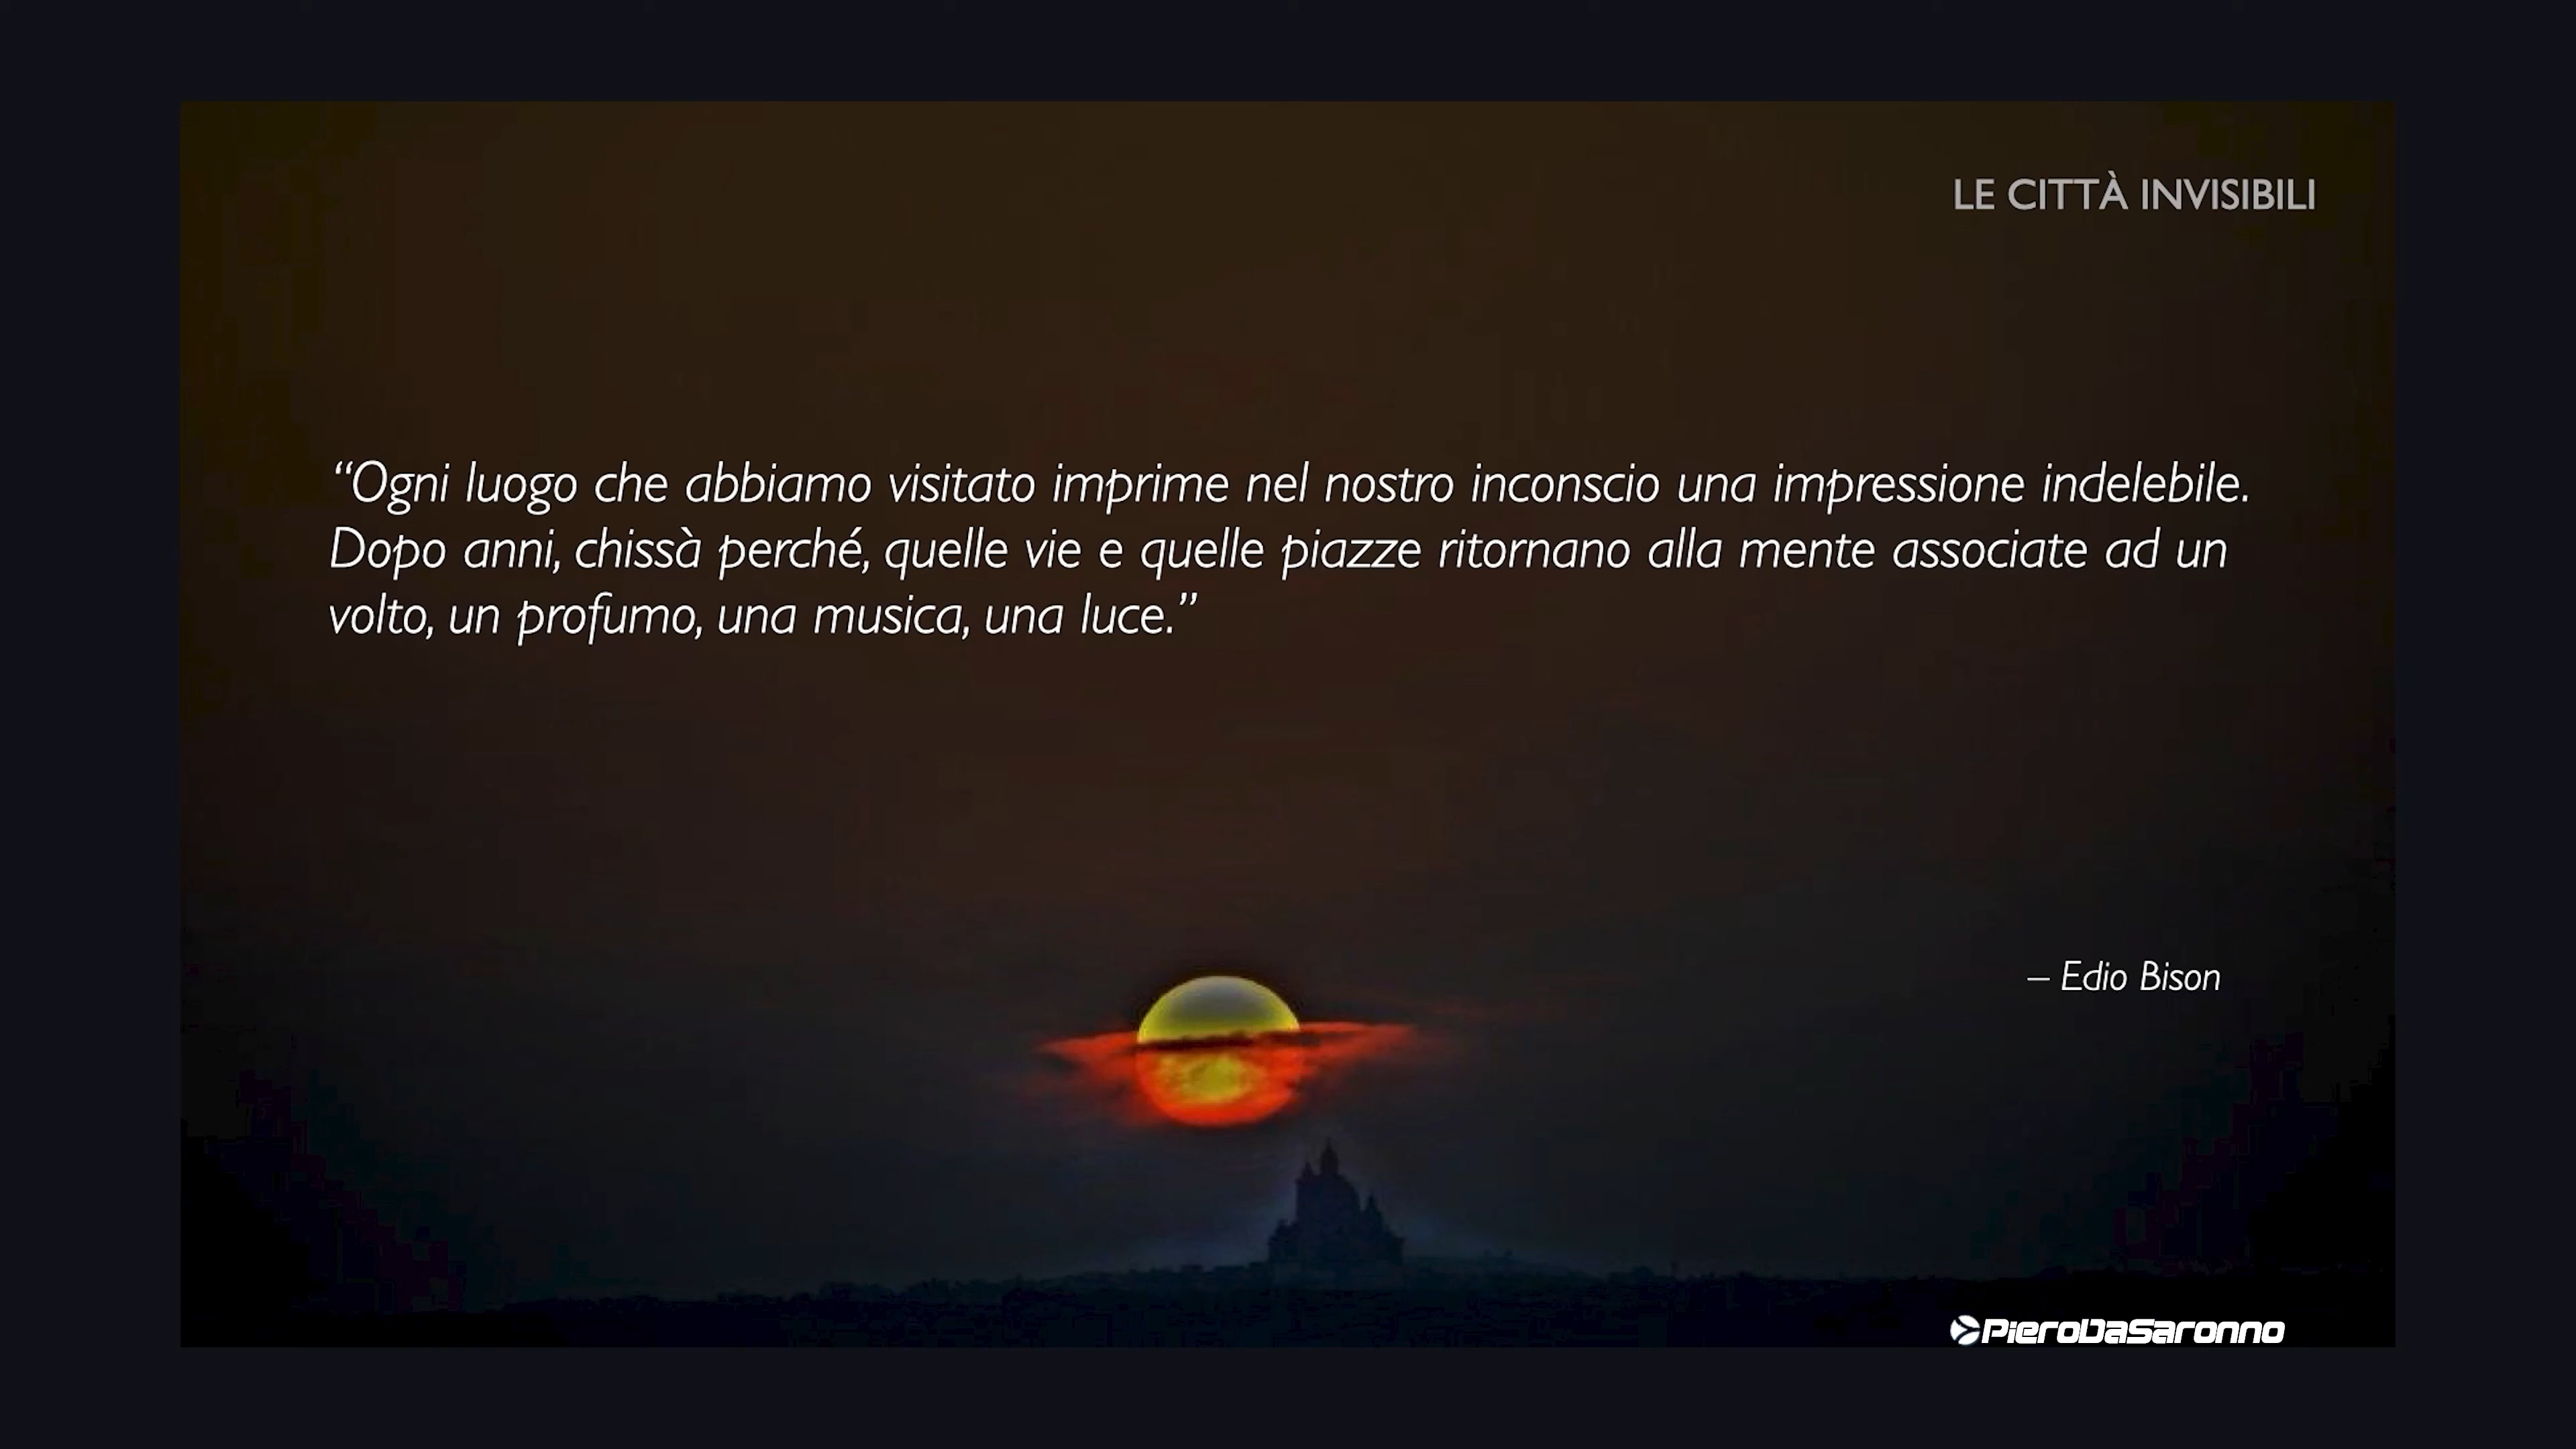 LE CITTÀ INVISIBILI
“Ogni luogo che abbiamo visitato imprime nel nostro inconscio una impressione indelebile.
Dopo anni, chissà perché, quelle vie e quelle piazze ritornano alla mente associate ad un
volto, un profumo, una musica, una luce.”
– Edio Bison
PieroDaSaronno